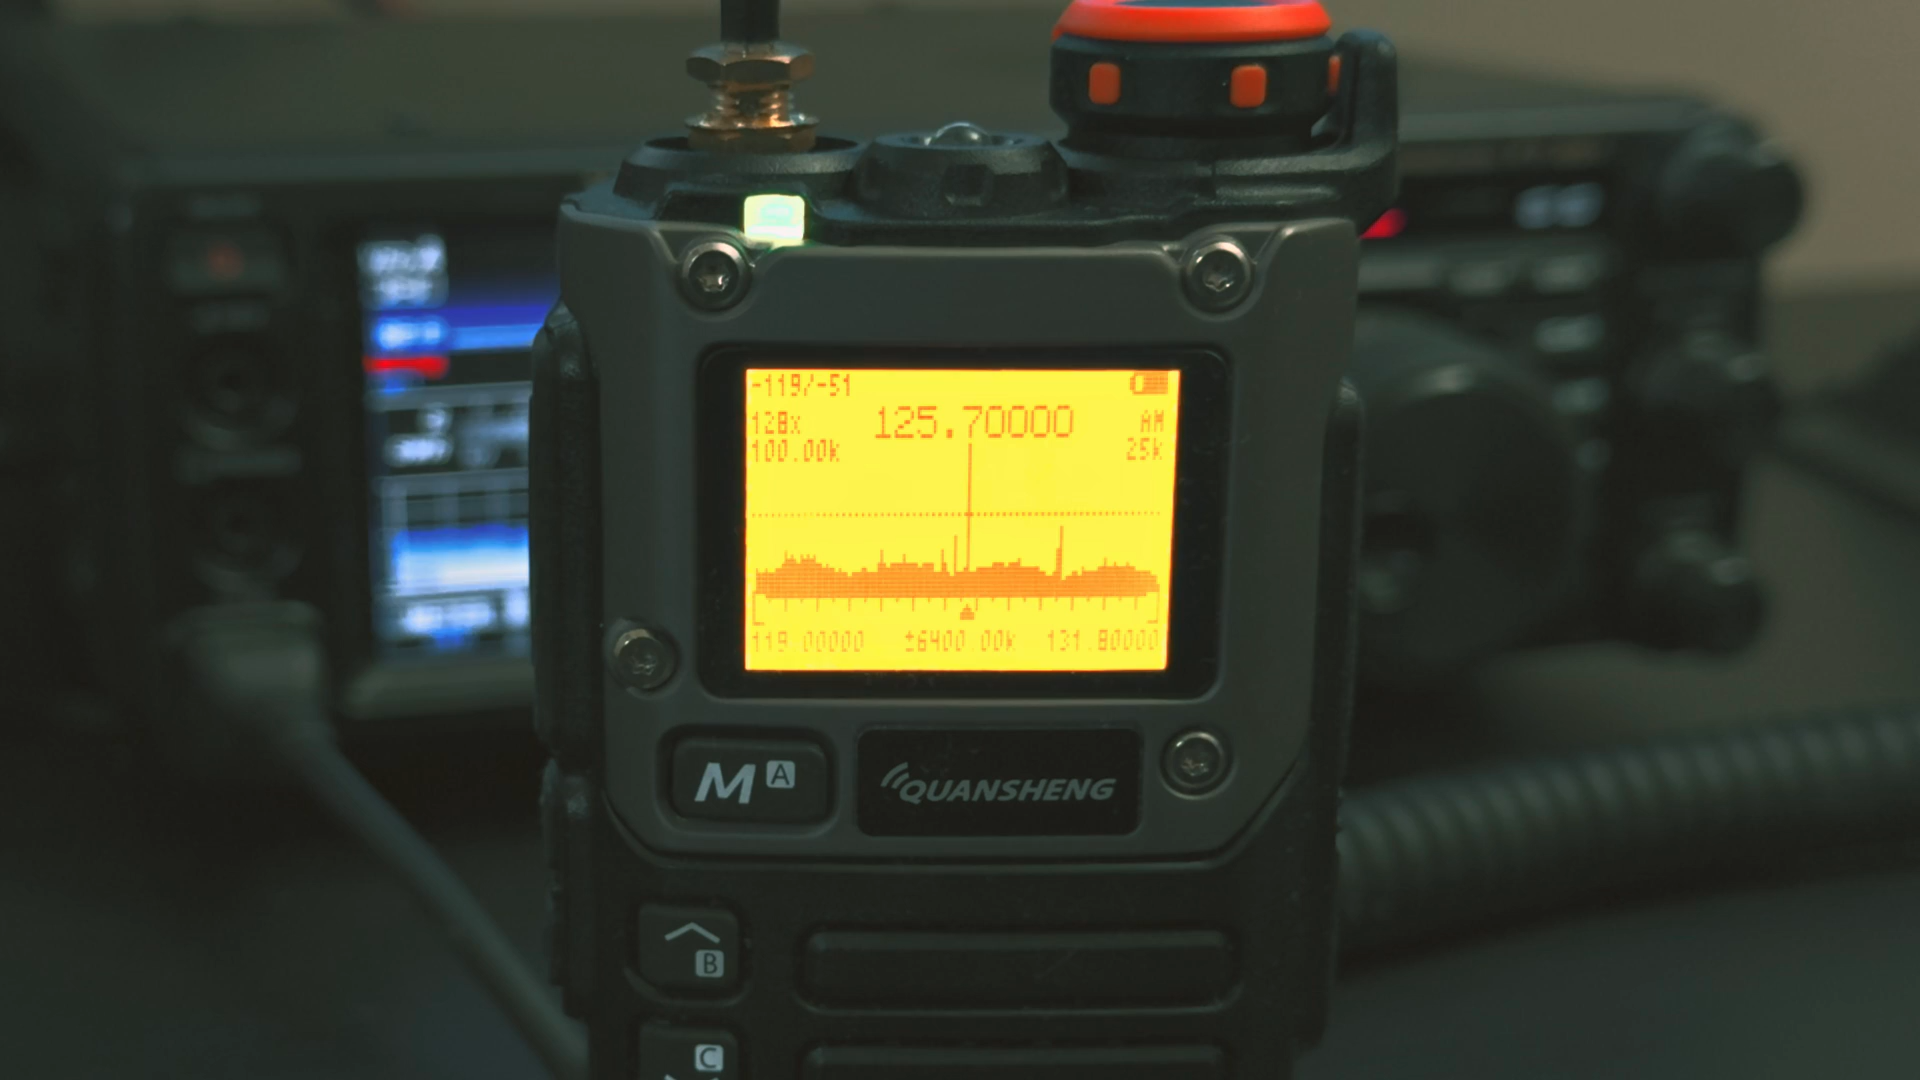 -119/-51
128x 125.70000 AM
100.00k 25k
119.00000 ±6400.00k 131.80000
M A
QUANSHENG
B
C